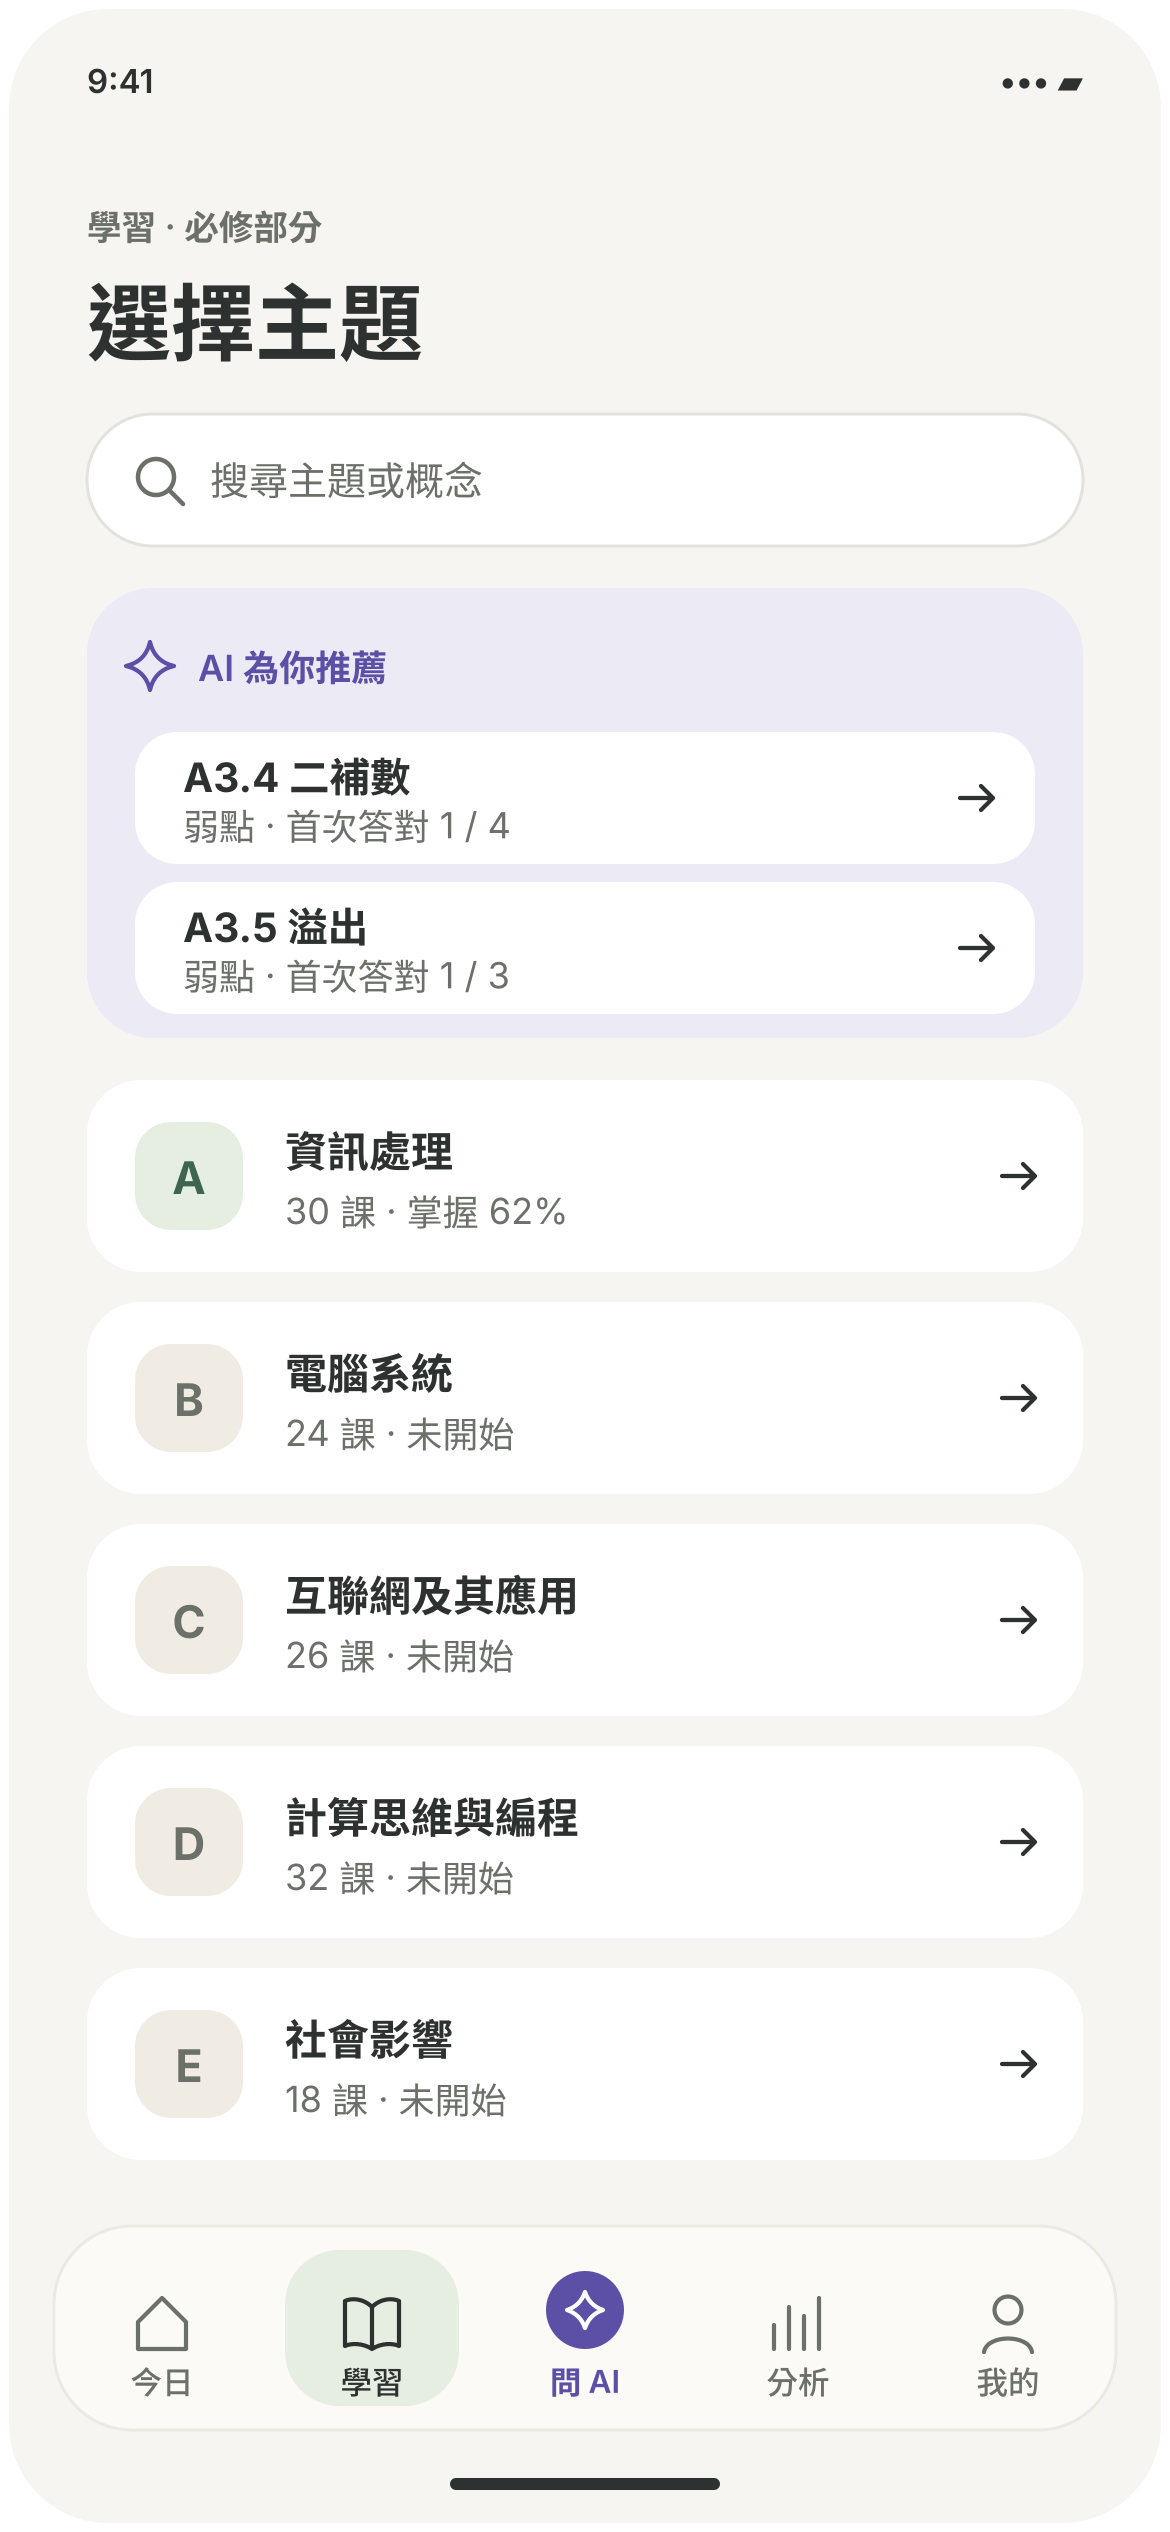 9:41
學習 · 必修部分
選擇主題
搜尋主題或概念
AI 為你推薦
A3.4 二補數
弱點 · 首次答對 1 / 4
A3.5 溢出
弱點 · 首次答對 1 / 3
A
資訊處理
30 課 · 掌握 62%
B
電腦系統
24 課 · 未開始
C
互聯網及其應用
26 課 · 未開始
D
計算思維與編程
32 課 · 未開始
E
社會影響
18 課 · 未開始
今日
學習
問 AI
分析
我的